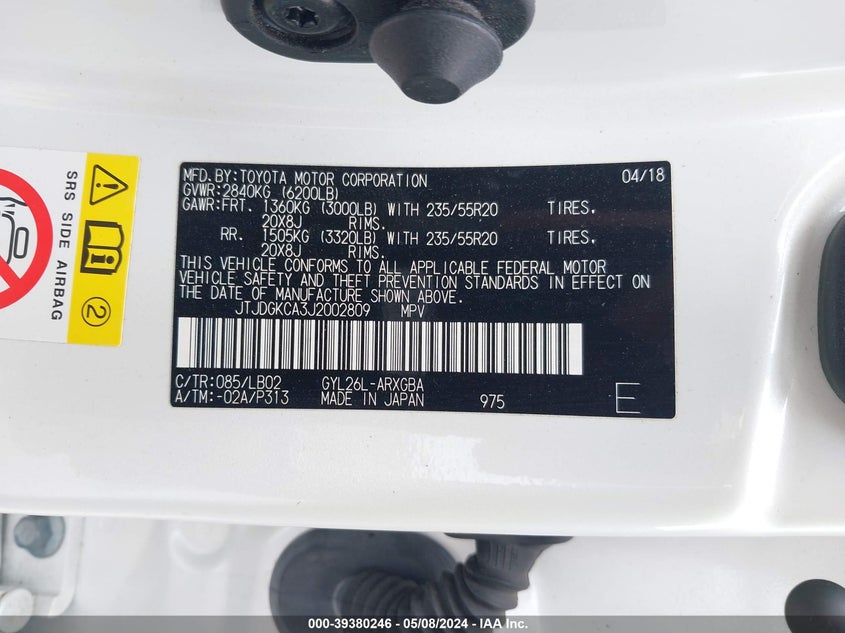 MFD.BY:TOYOTA MOTOR CORPORATION 04/18
GVWR:2840KG (6200LB)
GAWR:FRT. 1360KG (3000LB) WITH 235/55R20 TIRES.
20X8J RIMS.
RR. 1505KG (3320LB) WITH 235/55R20 TIRES.
20X8J RIMS.
THIS VEHICLE CONFORMS TO ALL APPLICABLE FEDERAL MOTOR
VEHICLE SAFETY AND THEFT PREVENTION STANDARDS IN EFFECT ON
THE DATE OF MANUFACTURE SHOWN ABOVE.
JTJDGKCA3J2002809 MPV
C/TR:085/LB02 GYL26L-ARXGBA
A/TM:-02A/P313 MADE IN JAPAN 975 E
SRS SIDE AIRBAG
2
000-39380246 - 05/08/2024 - IAA Inc.